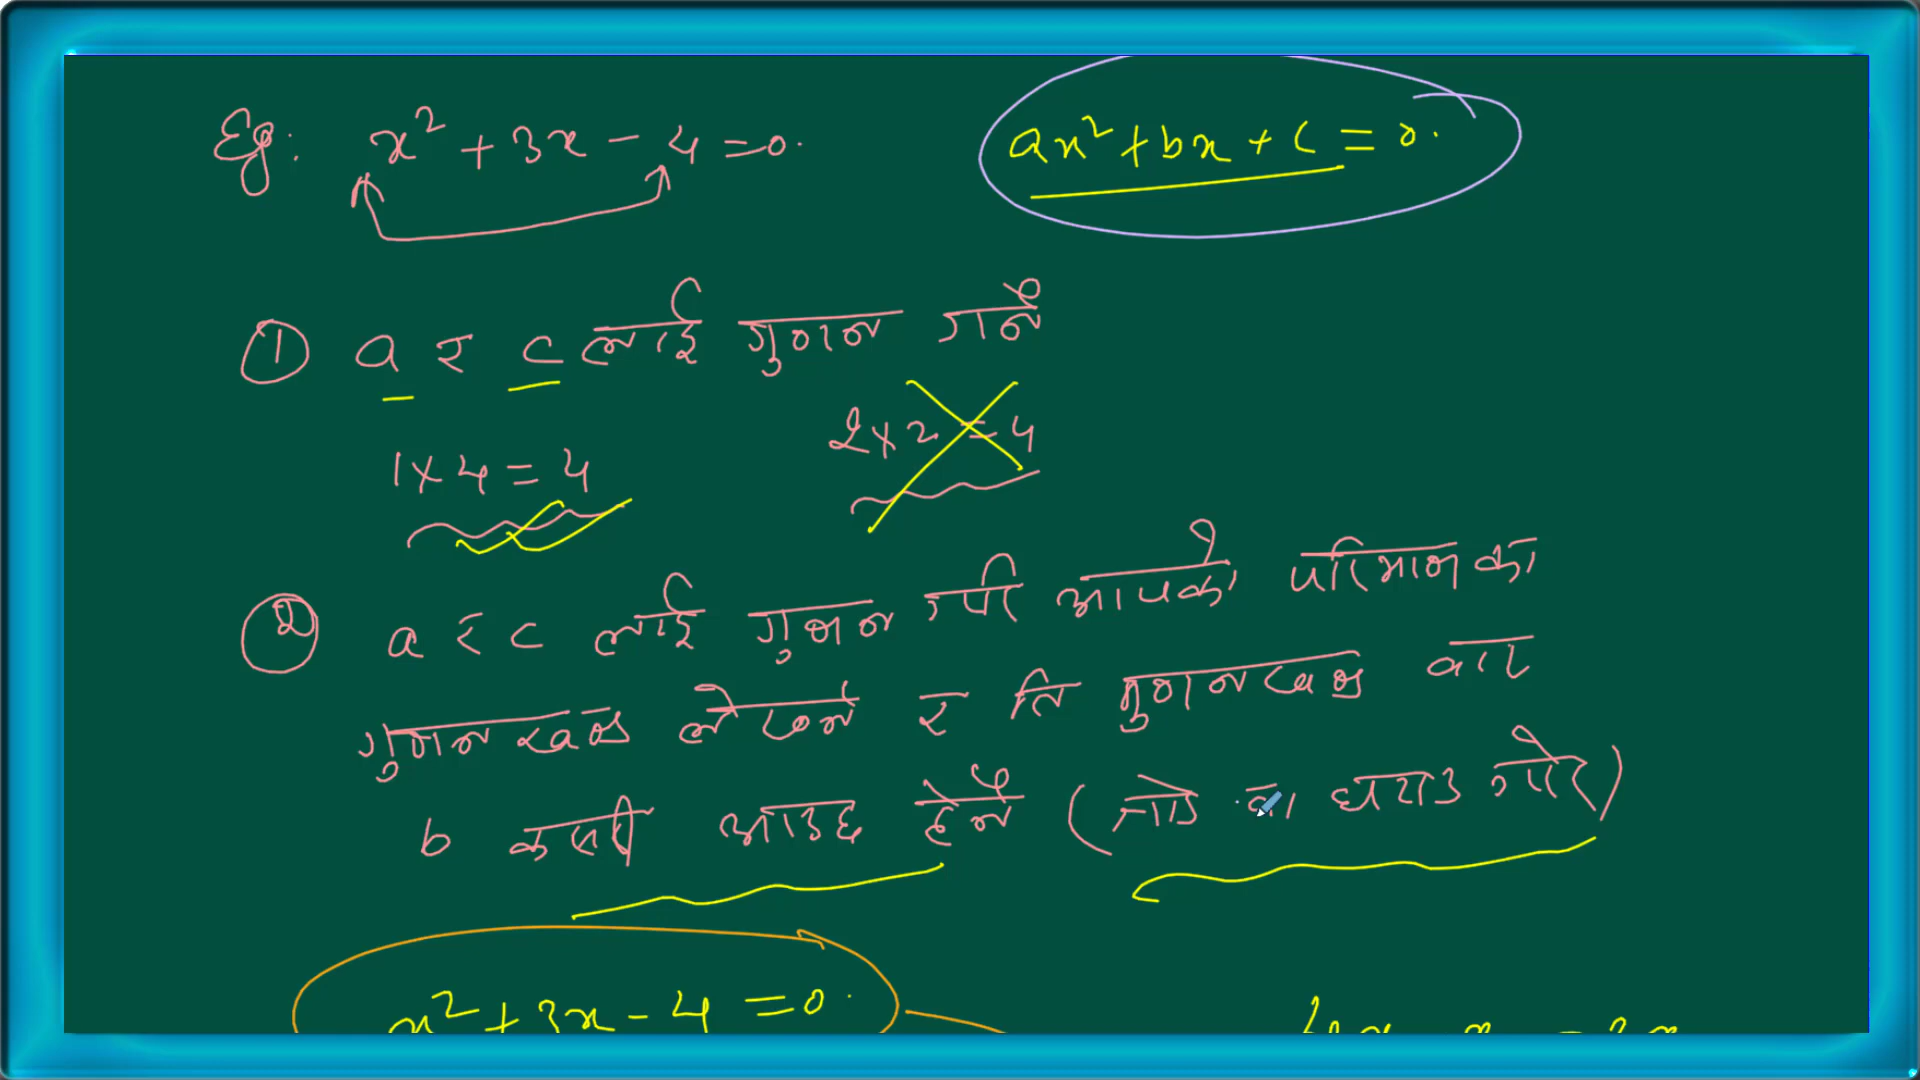 Eg: x² + 3x - 4 = 0.
ax² + bx + c = 0.
① a र c लाई गुणन गर्ने
1 × 4 = 4
2 × 2 = 4
② a र c लाई गुणन गरी आएको परिमाणका
गुणनखण्ड लेख्ने र ति गुणनखण्ड बाट
b कसरी आउछ हेर्ने (जोड वा घटाउ गरेर)
x² + 3x - 4 = 0.